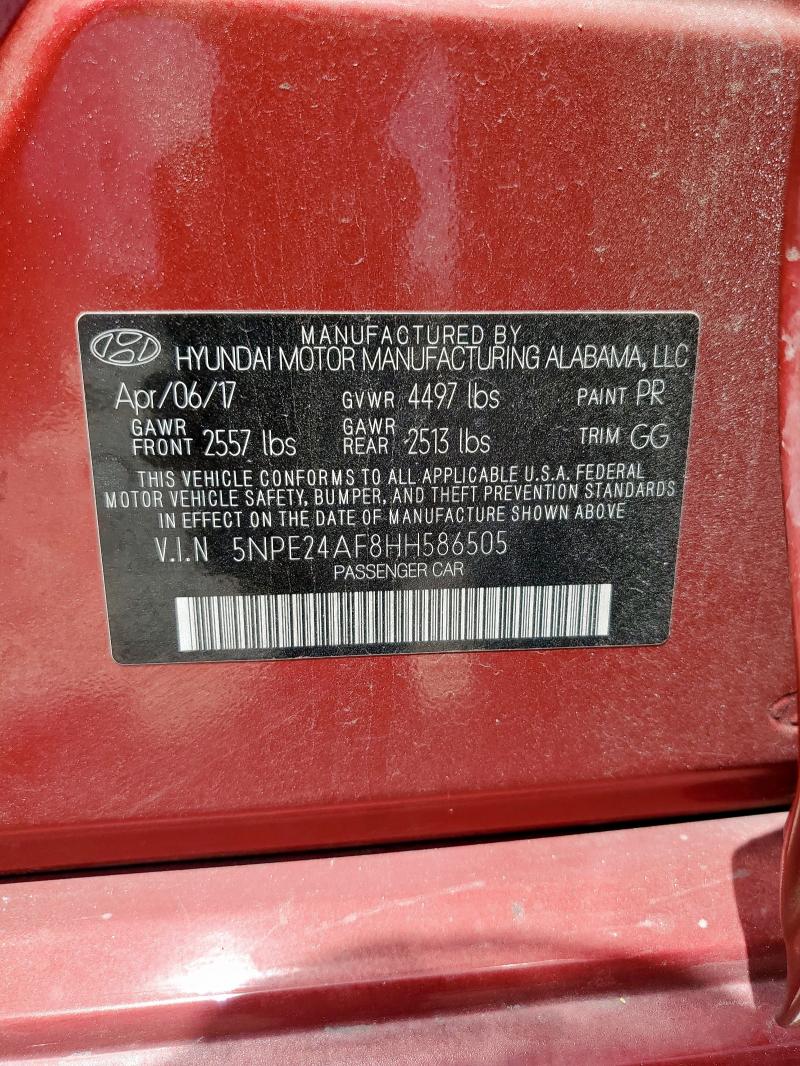 MANUFACTURED BY
HYUNDAI MOTOR MANUFACTURING ALABAMA, LLC
Apr/06/17 GVWR 4497 lbs PAINT PR
GAWR FRONT 2557 lbs GAWR REAR 2513 lbs TRIM GG
THIS VEHICLE CONFORMS TO ALL APPLICABLE U.S.A. FEDERAL
MOTOR VEHICLE SAFETY, BUMPER, AND THEFT PREVENTION STANDARDS
IN EFFECT ON THE DATE OF MANUFACTURE SHOWN ABOVE
V.I.N 5NPE24AF8HH586505
PASSENGER CAR